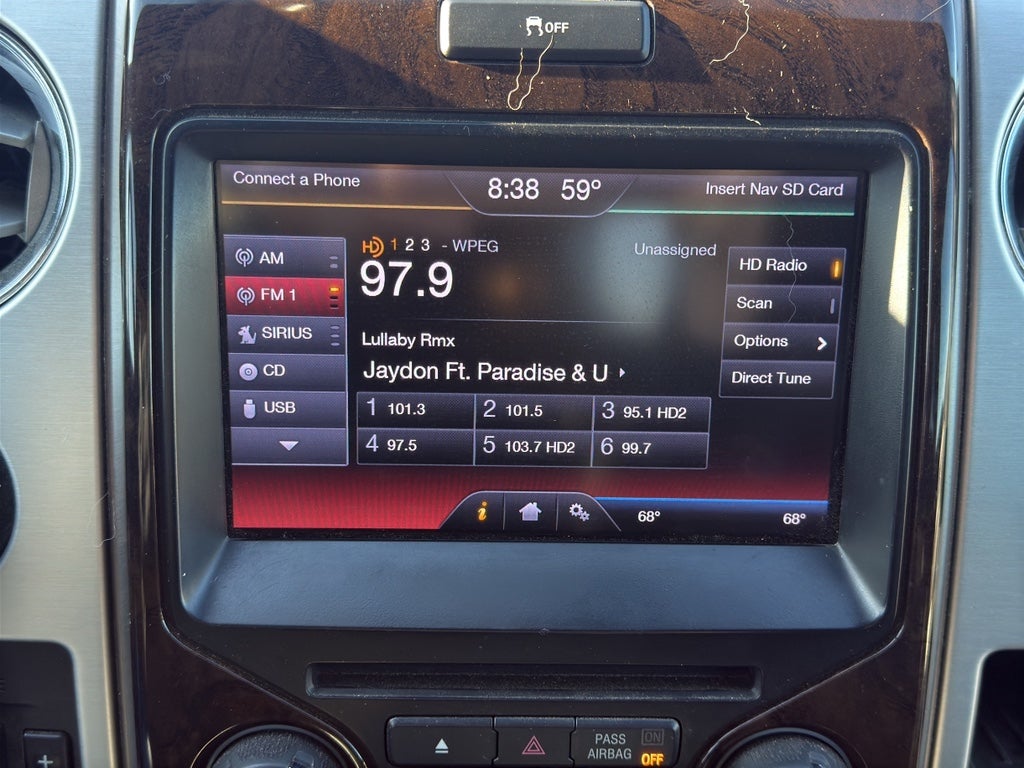 OFF
Connect a Phone
8:38 59°
Insert Nav SD Card
AM
FM 1
SIRIUS
CD
USB
HD 1 2 3 - WPEG
Unassigned
97.9
Lullaby Rmx
Jaydon Ft. Paradise & U
1 101.3
2 101.5
3 95.1 HD2
4 97.5
5 103.7 HD2
6 99.7
HD Radio
Scan
Options
Direct Tune
i
68°
68°
PASS
AIRBAG
ON
OFF
+